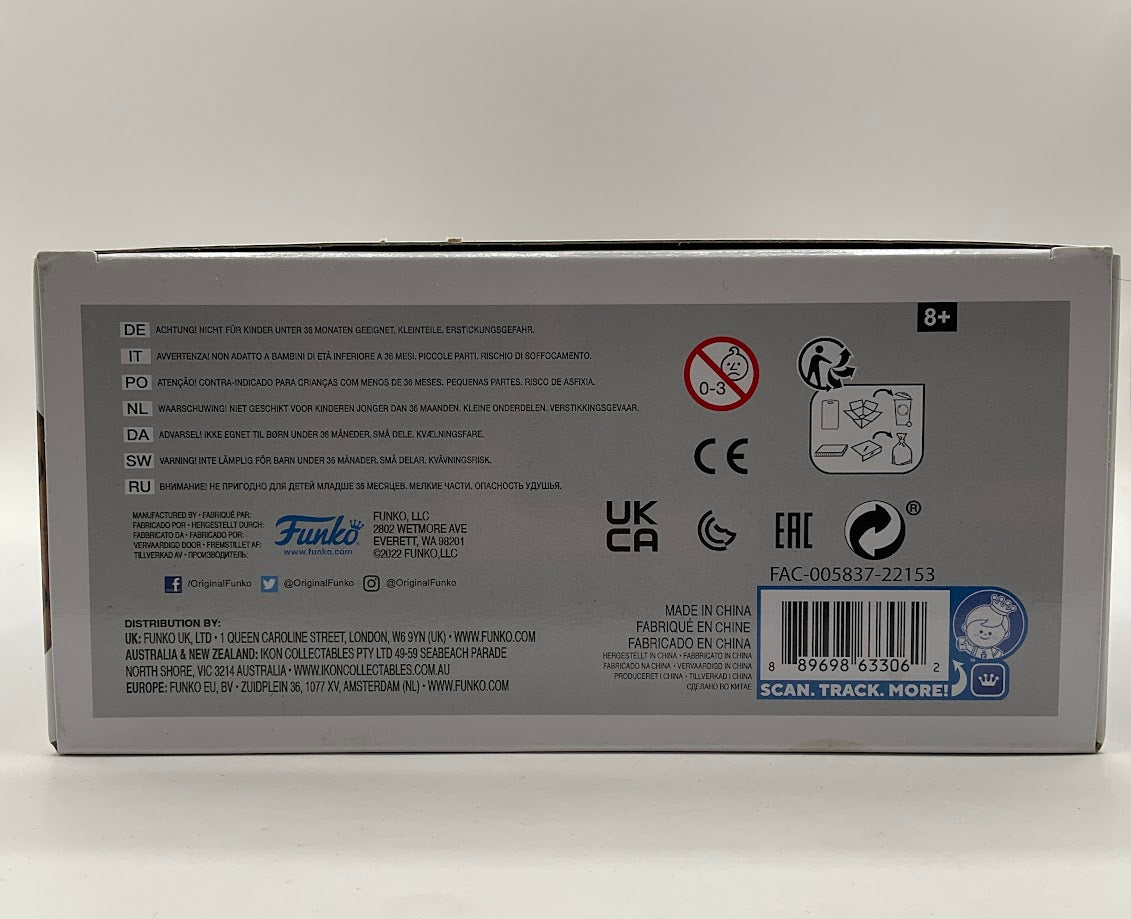 8+
DE ACHTUNG! NICHT FÜR KINDER UNTER 36 MONATEN GEEIGNET. KLEINTEILE. ERSTICKUNGSGEFAHR.
IT AVVERTENZA! NON ADATTO A BAMBINI DI ETÀ INFERIORE A 36 MESI. PICCOLE PARTI. RISCHIO DI SOFFOCAMENTO.
PO ATENÇÃO! CONTRA-INDICADO PARA CRIANÇAS COM MENOS DE 36 MESES. PEQUENAS PARTES. RISCO DE ASFIXIA.
NL WAARSCHUWING! NIET GESCHIKT VOOR KINDEREN JONGER DAN 36 MAANDEN. KLEINE ONDERDELEN. VERSTIKKINGSGEVAAR.
DA ADVARSEL! IKKE EGNET TIL BØRN UNDER 36 MÅNEDER. SMÅ DELE. KVÆLNINGSFARE.
SW VARNING! INTE LÄMPLIG FÖR BARN UNDER 36 MÅNADER. SMÅ DELAR. KVÄVNINGSRISK.
RU ВНИМАНИЕ! НЕ ПРИГОДНО ДЛЯ ДЕТЕЙ МЛАДШЕ 36 МЕСЯЦЕВ. МЕЛКИЕ ЧАСТИ. ОПАСНОСТЬ УДУШЬЯ.
0-3
CE
MANUFACTURED BY • FABRIQUÉ PAR:
FABRICADO POR • HERGESTELLT DURCH:
FABBRICATO DA • FABRICADO POR:
VERVAARDIGD DOOR • FREMSTILLET AF:
TILLVERKAD AV • ПРОИЗВОДИТЕЛЬ:
Funko
www.funko.com
FUNKO, LLC
2802 WETMORE AVE
EVERETT, WA 98201
©2022 FUNKO,LLC
UK
CA
EAC
®
/OriginalFunko @OriginalFunko @OriginalFunko
FAC-005837-22153
DISTRIBUTION BY:
UK: FUNKO UK, LTD • 1 QUEEN CAROLINE STREET, LONDON, W6 9YN (UK) • WWW.FUNKO.COM
AUSTRALIA & NEW ZEALAND: IKON COLLECTABLES PTY LTD 49-59 SEABEACH PARADE
NORTH SHORE, VIC 3214 AUSTRALIA • WWW.IKONCOLLECTABLES.COM.AU
EUROPE: FUNKO EU, BV • ZUIDPLEIN 36, 1077 XV, AMSTERDAM (NL) • WWW.FUNKO.COM
MADE IN CHINA
FABRIQUÉ EN CHINE
FABRICADO EN CHINA
HERGESTELLT IN CHINA • FABBRICATO IN CHINA
FABRICADO NA CHINA • VERVAARDIGD IN CHINA
PRODUCERET I CHINA • TILLVERKAD I CHINA
СДЕЛАНО ВО КИТАЕ
8 89698 63306 2
SCAN. TRACK. MORE!